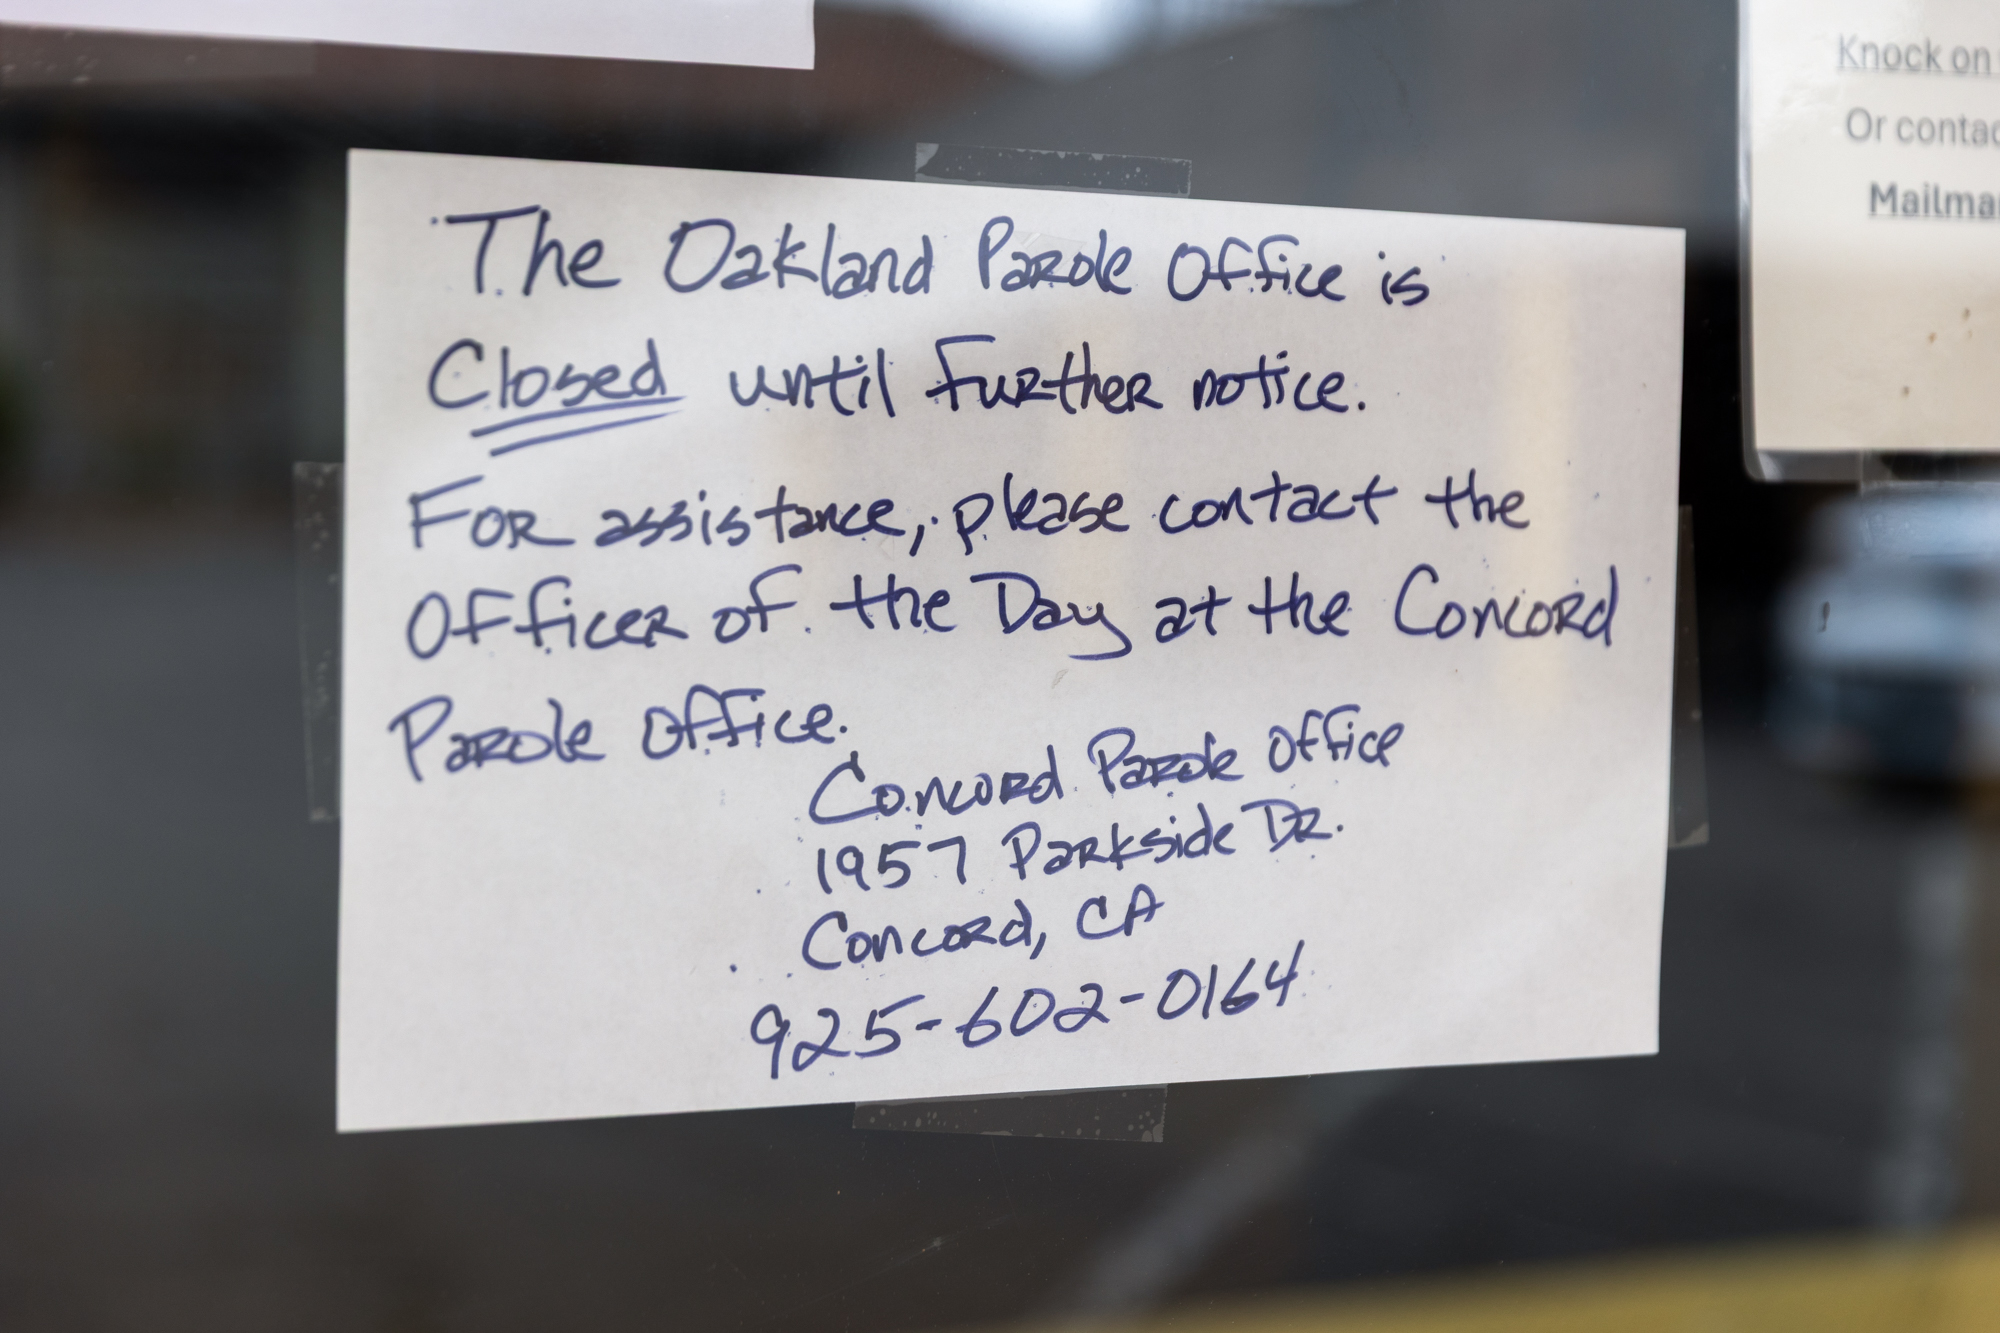 The Oakland Parole Office is
Closed until further notice.
For assistance, please contact the
Officer of the Day at the Concord
Parole Office.
Concord Parole Office
1957 Parkside Dr.
Concord, CA
925-602-0164
Knock on
Or contac
Mailma